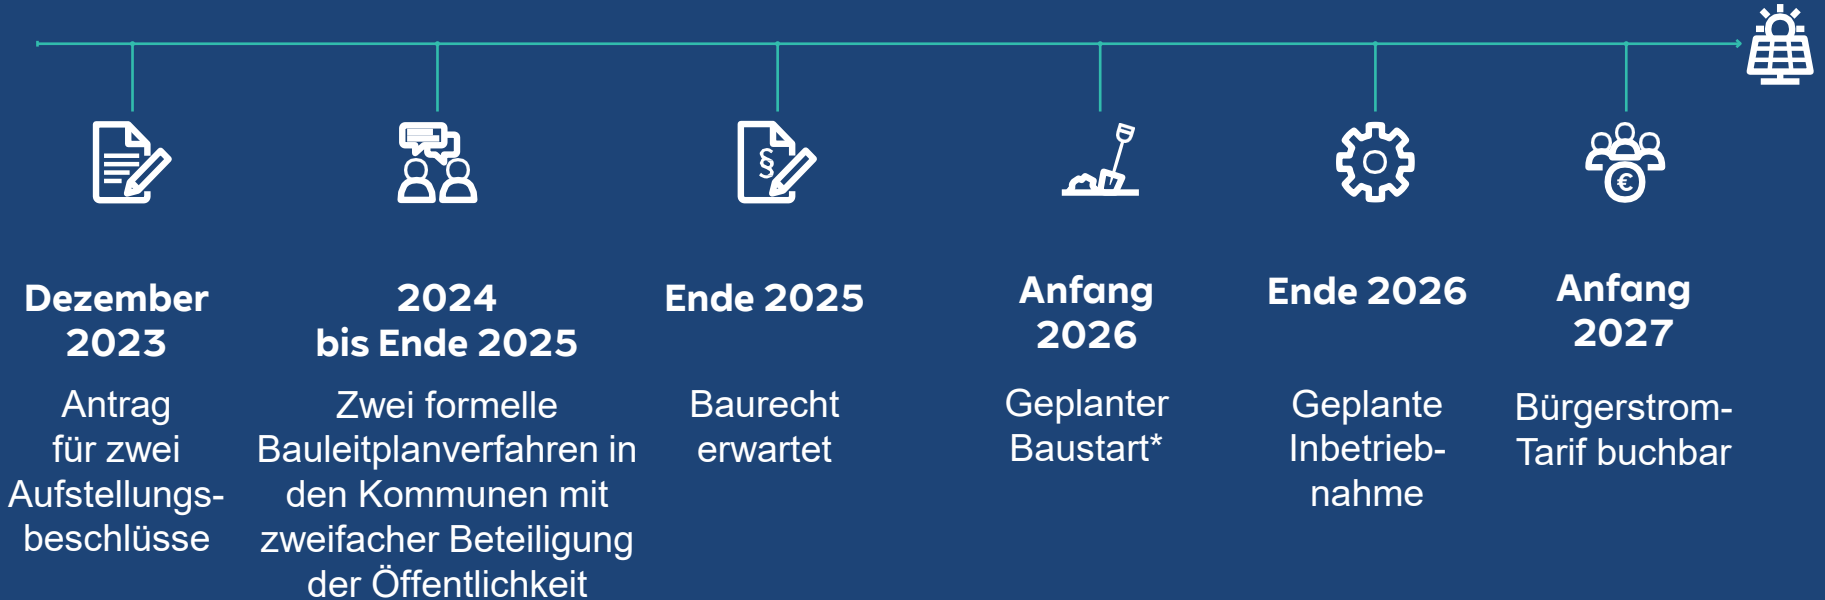 §
€
Dezember
2023
Antrag
für zwei
Aufstellungs-
beschlüsse
2024
bis Ende 2025
Zwei formelle
Bauleitplanverfahren in
den Kommunen mit
zweifacher Beteiligung
der Öffentlichkeit
Ende 2025
Baurecht
erwartet
Anfang
2026
Geplanter
Baustart*
Ende 2026
Geplante
Inbetrieb-
nahme
Anfang
2027
Bürgerstrom-
Tarif buchbar